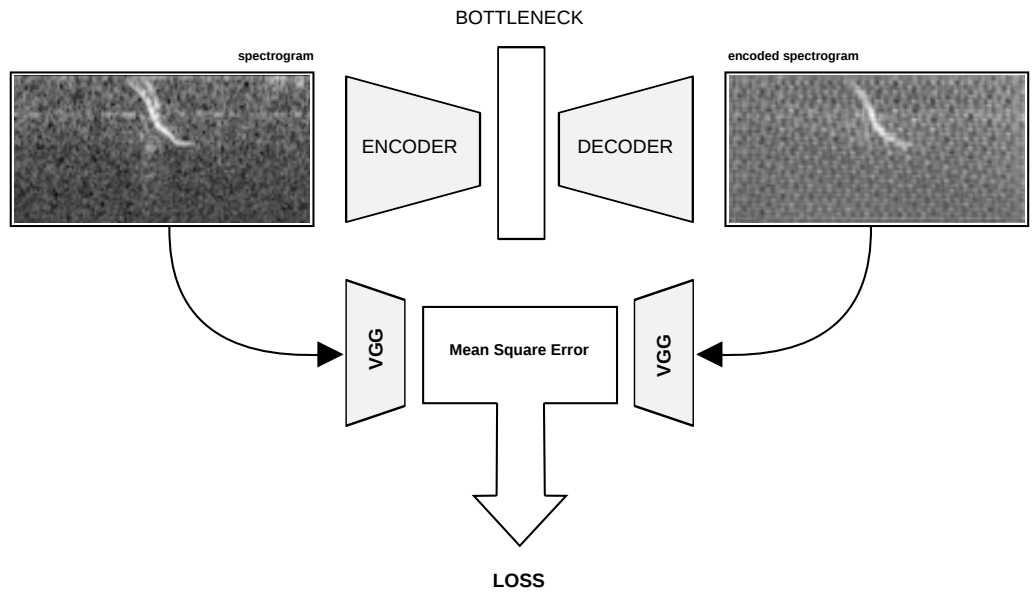 BOTTLENECK
spectrogram
encoded spectrogram
ENCODER
DECODER
VGG
Mean Square Error
VGG
LOSS